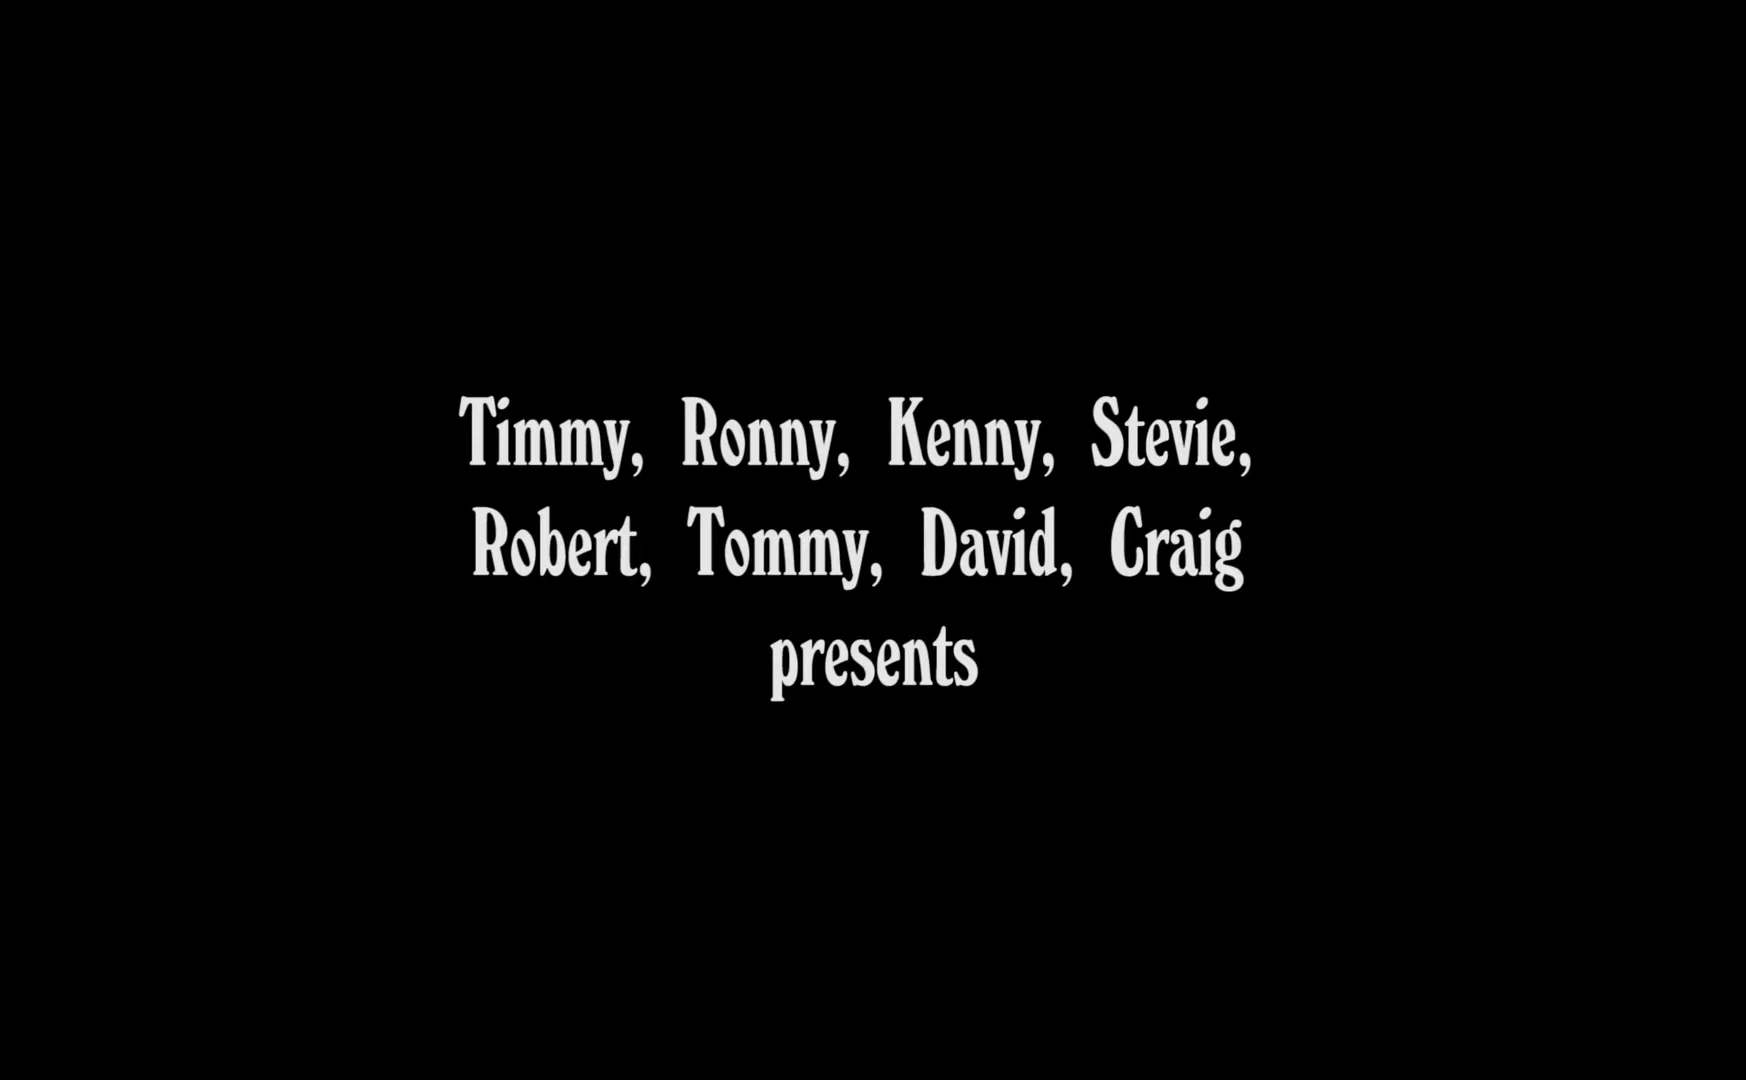 Timmy, Ronny, Kenny, Stevie,
Robert, Tommy, David, Craig
presents